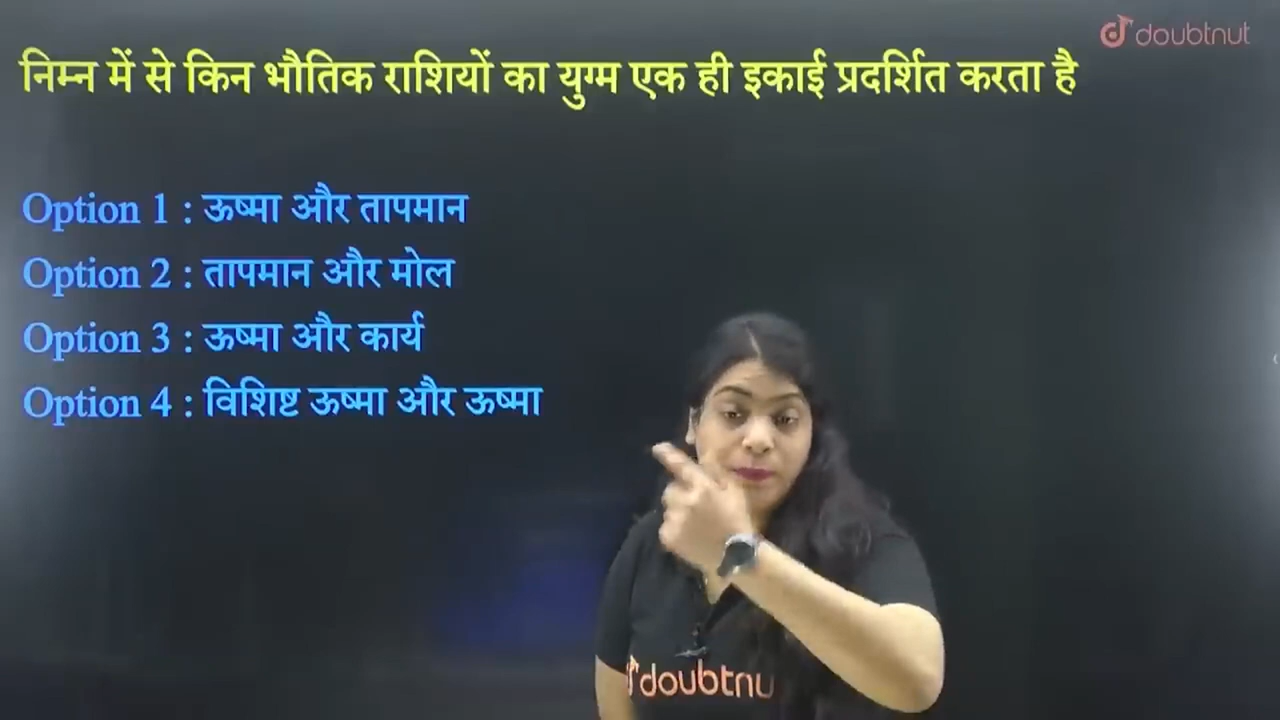 doubtnut
निम्न में से किन भौतिक राशियों का युग्म एक ही इकाई प्रदर्शित करता है
Option 1 : ऊष्मा और तापमान
Option 2 : तापमान और मोल
Option 3 : ऊष्मा और कार्य
Option 4 : विशिष्ट ऊष्मा और ऊष्मा
doubtnu